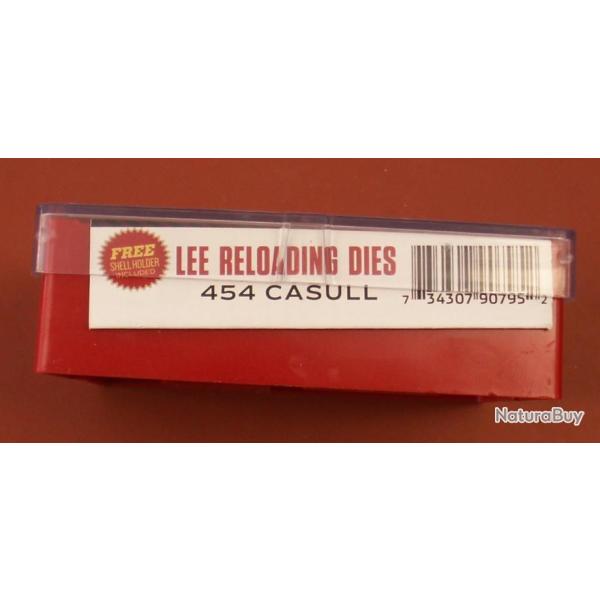 FREE
SHELL HOLDER
INCLUDED
LEE RELOADING DIES
454 CASULL
7 34307 90795 2
NaturaBuy